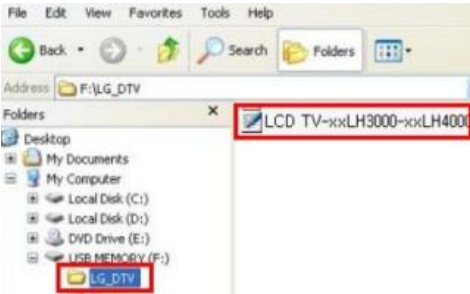 File Edit View Favorites Tools Help
Back Search Folders
Address F:\LG_DTV
Folders
LCD TV-xxLH3000-xxLH4000
Desktop
My Documents
My Computer
Local Disk (C:)
Local Disk (D:)
DVD Drive (E:)
USB MEMORY (F:)
LG_DTV